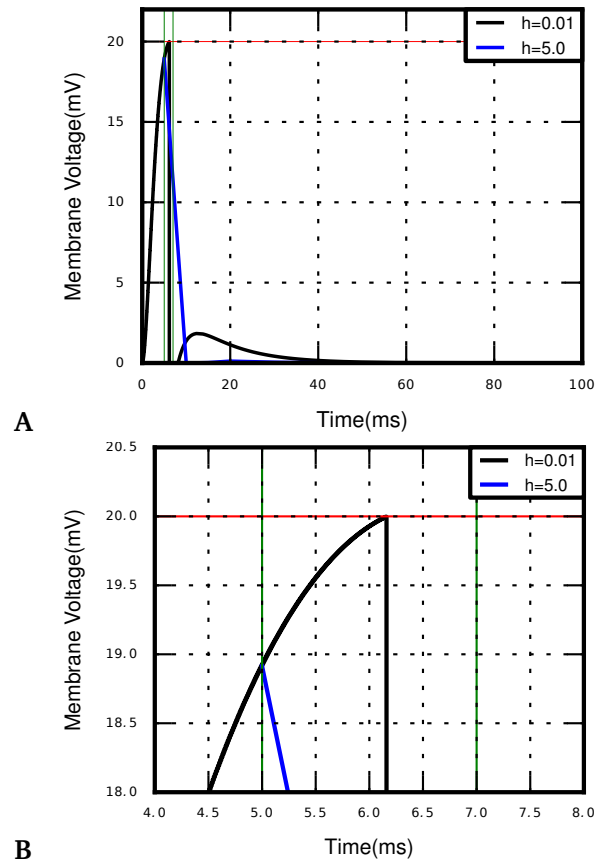 h=0.01
h=5.0
Membrane Voltage(mV)
20
15
10
5
0
0 20 40 60 80 100
Time(ms)
A
h=0.01
h=5.0
Membrane Voltage(mV)
20.5
20.0
19.5
19.0
18.5
18.0
4.0 4.5 5.0 5.5 6.0 6.5 7.0 7.5 8.0
Time(ms)
B